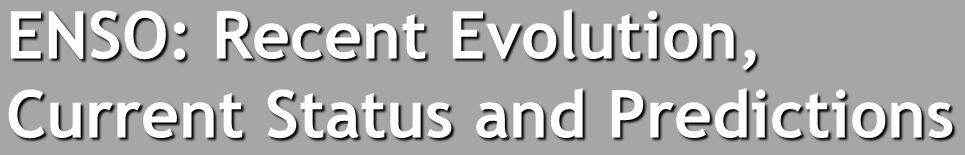 ENSO: Recent Evolution,
Current Status and Predictions